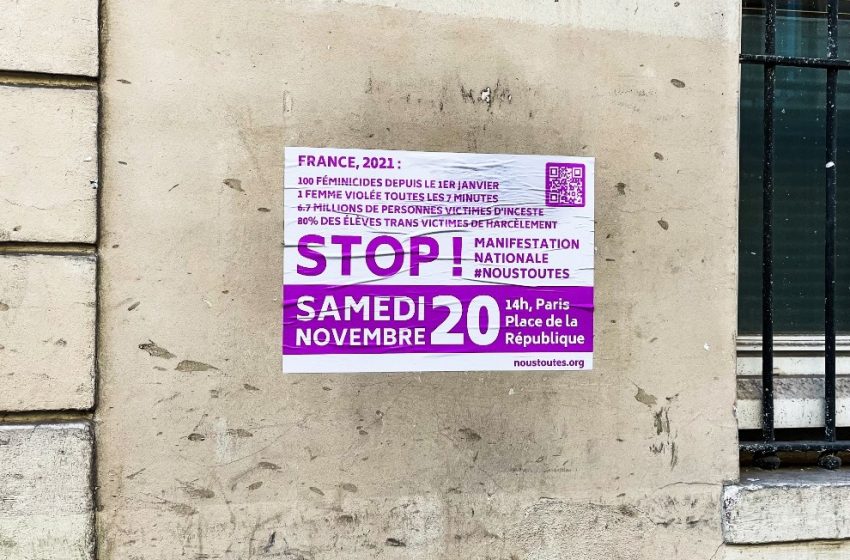 FRANCE, 2021 :
100 FÉMINICIDES DEPUIS LE 1ER JANVIER
1 FEMME VIOLÉE TOUTES LES 7 MINUTES
6.7 MILLIONS DE PERSONNES VICTIMES D'INCESTE
80% DES ÉLÈVES TRANS VICTIMES DE HARCÈLEMENT
STOP !
MANIFESTATION
NATIONALE
#NOUSTOUTES
SAMEDI
NOVEMBRE
20
14h, Paris
Place de la
République
noustoutes.org